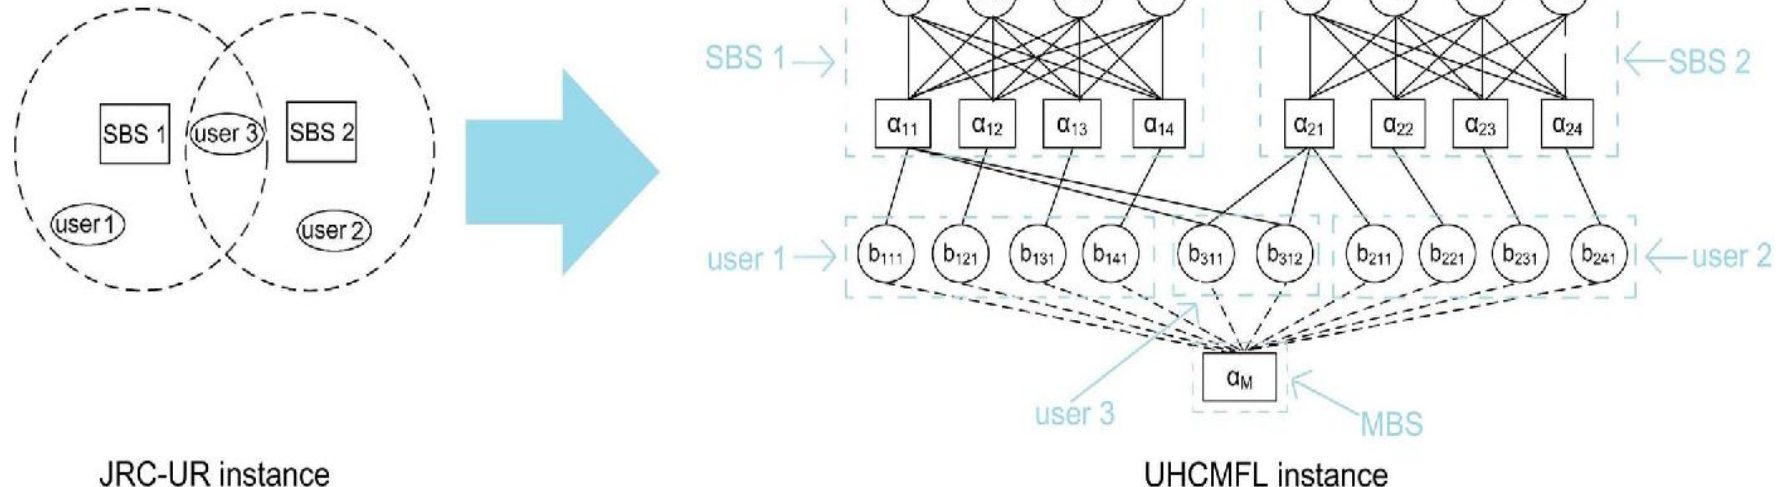 SBS 1
user 3
SBS 2
user 1
user 2
JRC-UR instance
SBS 1
SBS 2
α11 α12 α13 α14 α21 α22 α23 α24
user 1
b111 b121 b131 b141 b311 b312 b211 b221 b231 b241
user 2
αM
user 3
MBS
UHCMFL instance